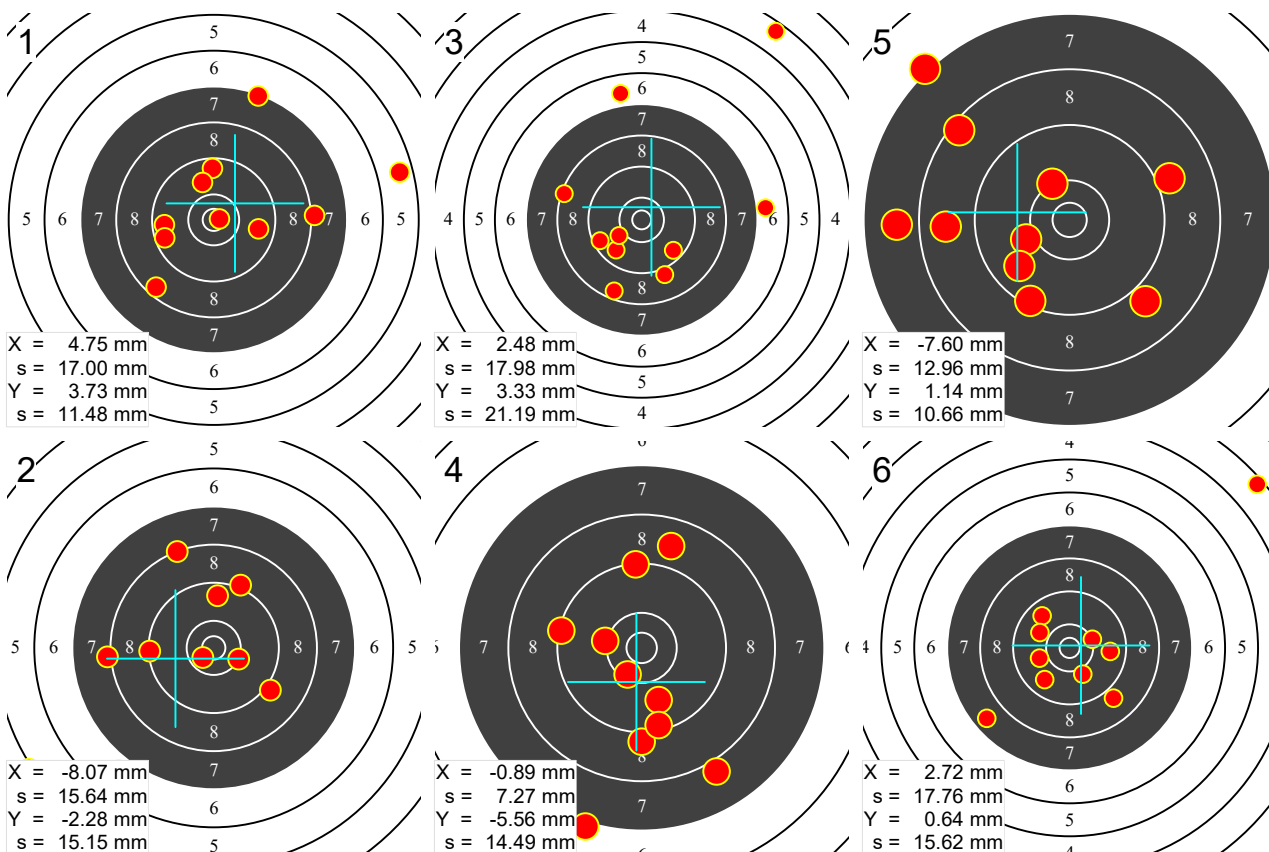 1
5
6
7
8
5 6 7 8 8 7 6 5
8
7
6
5
X = 4.75 mm
s = 17.00 mm
Y = 3.73 mm
s = 11.48 mm
3
4
5
6
7
8
4 5 6 7 8 8 7 6 5 4
8
7
6
5
4
X = 2.48 mm
s = 17.98 mm
Y = 3.33 mm
s = 21.19 mm
5
7
8
8 7
8
7
X = -7.60 mm
s = 12.96 mm
Y = 1.14 mm
s = 10.66 mm
2
5
6
7
8
5 6 7 8 8 7 6 5
8
7
6
5
X = -8.07 mm
s = 15.64 mm
Y = -2.28 mm
s = 15.15 mm
4
6
7
8
6 7 8 8 7 6
8
7
6
X = -0.89 mm
s = 7.27 mm
Y = -5.56 mm
s = 14.49 mm
6
4
5
6
7
8
4 5 6 7 8 8 7 6 5
8
7
6
5
4
X = 2.72 mm
s = 17.76 mm
Y = 0.64 mm
s = 15.62 mm